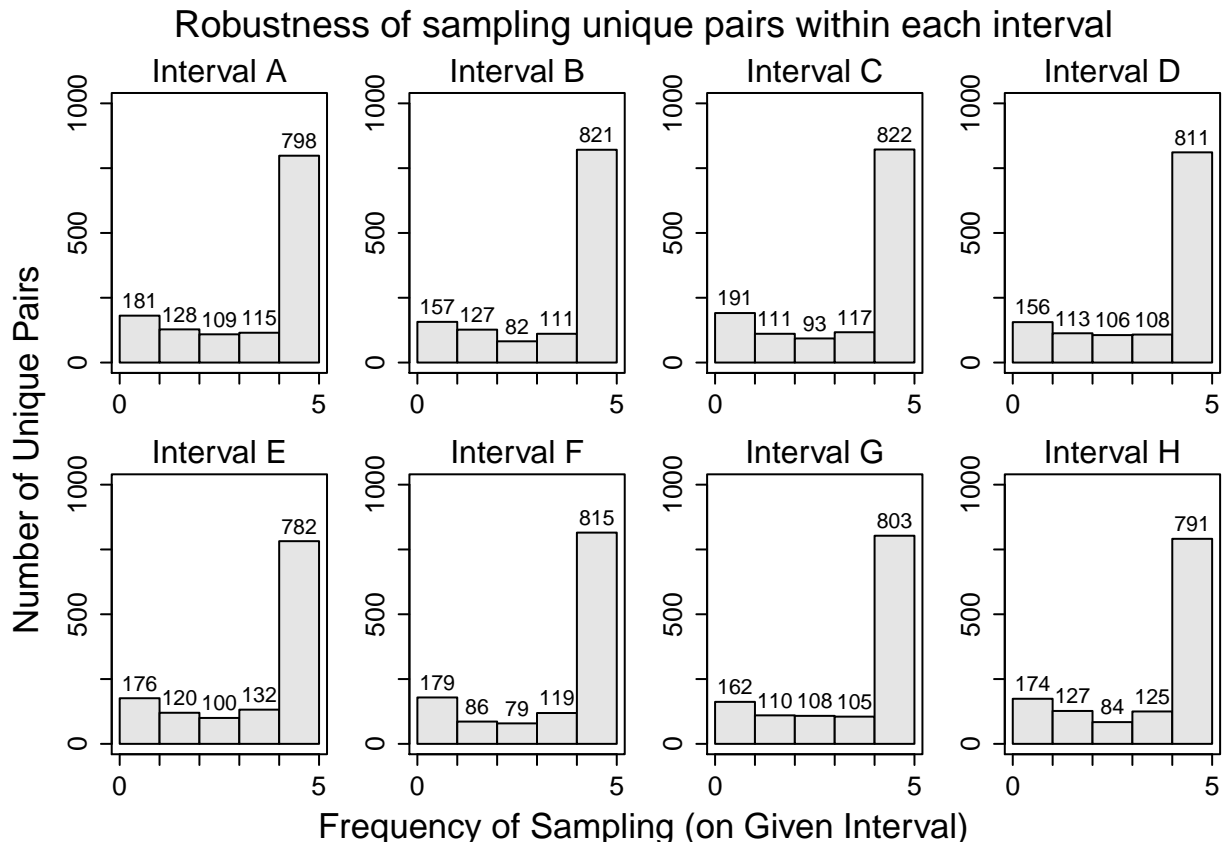 Robustness of sampling unique pairs within each interval
Interval A Interval B Interval C Interval D
1000 1000 1000 1000
798 821 822 811
500 500 500 500
181 128 109 115 157 127 82 111 191 111 93 117 156 113 106 108
0 0 0 0
0 5 0 5 0 5 0 5
Number of Unique Pairs
Interval E Interval F Interval G Interval H
1000 1000 1000 1000
782 815 803 791
500 500 500 500
176 120 100 132 179 86 79 119 162 110 108 105 174 127 84 125
0 0 0 0
0 5 0 5 0 5 0 5
Frequency of Sampling (on Given Interval)